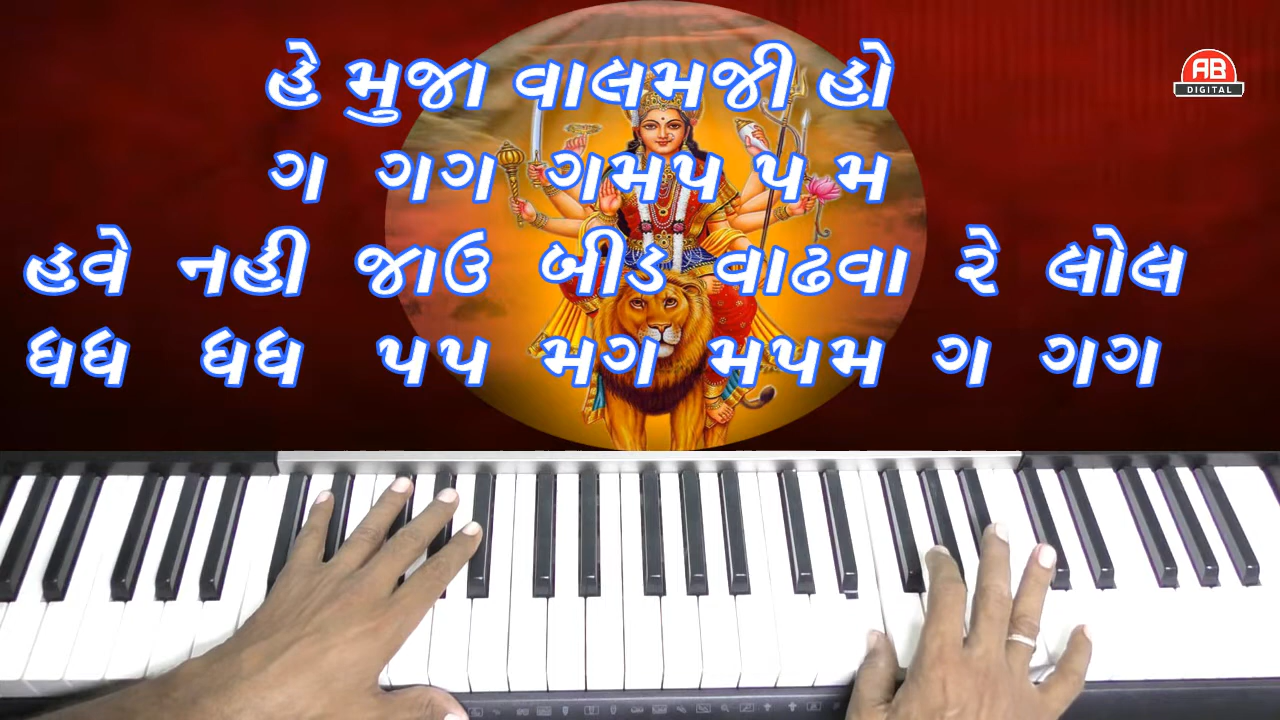 હે મુજા વાલમજી હો
ગ ગગ ગમપ પ મ
હવે નહી જાઉ બીડ વાઢવા રે લોલ
ધધ ધધ પપ મગ મપમ ગ ગગ
AB
DIGITAL